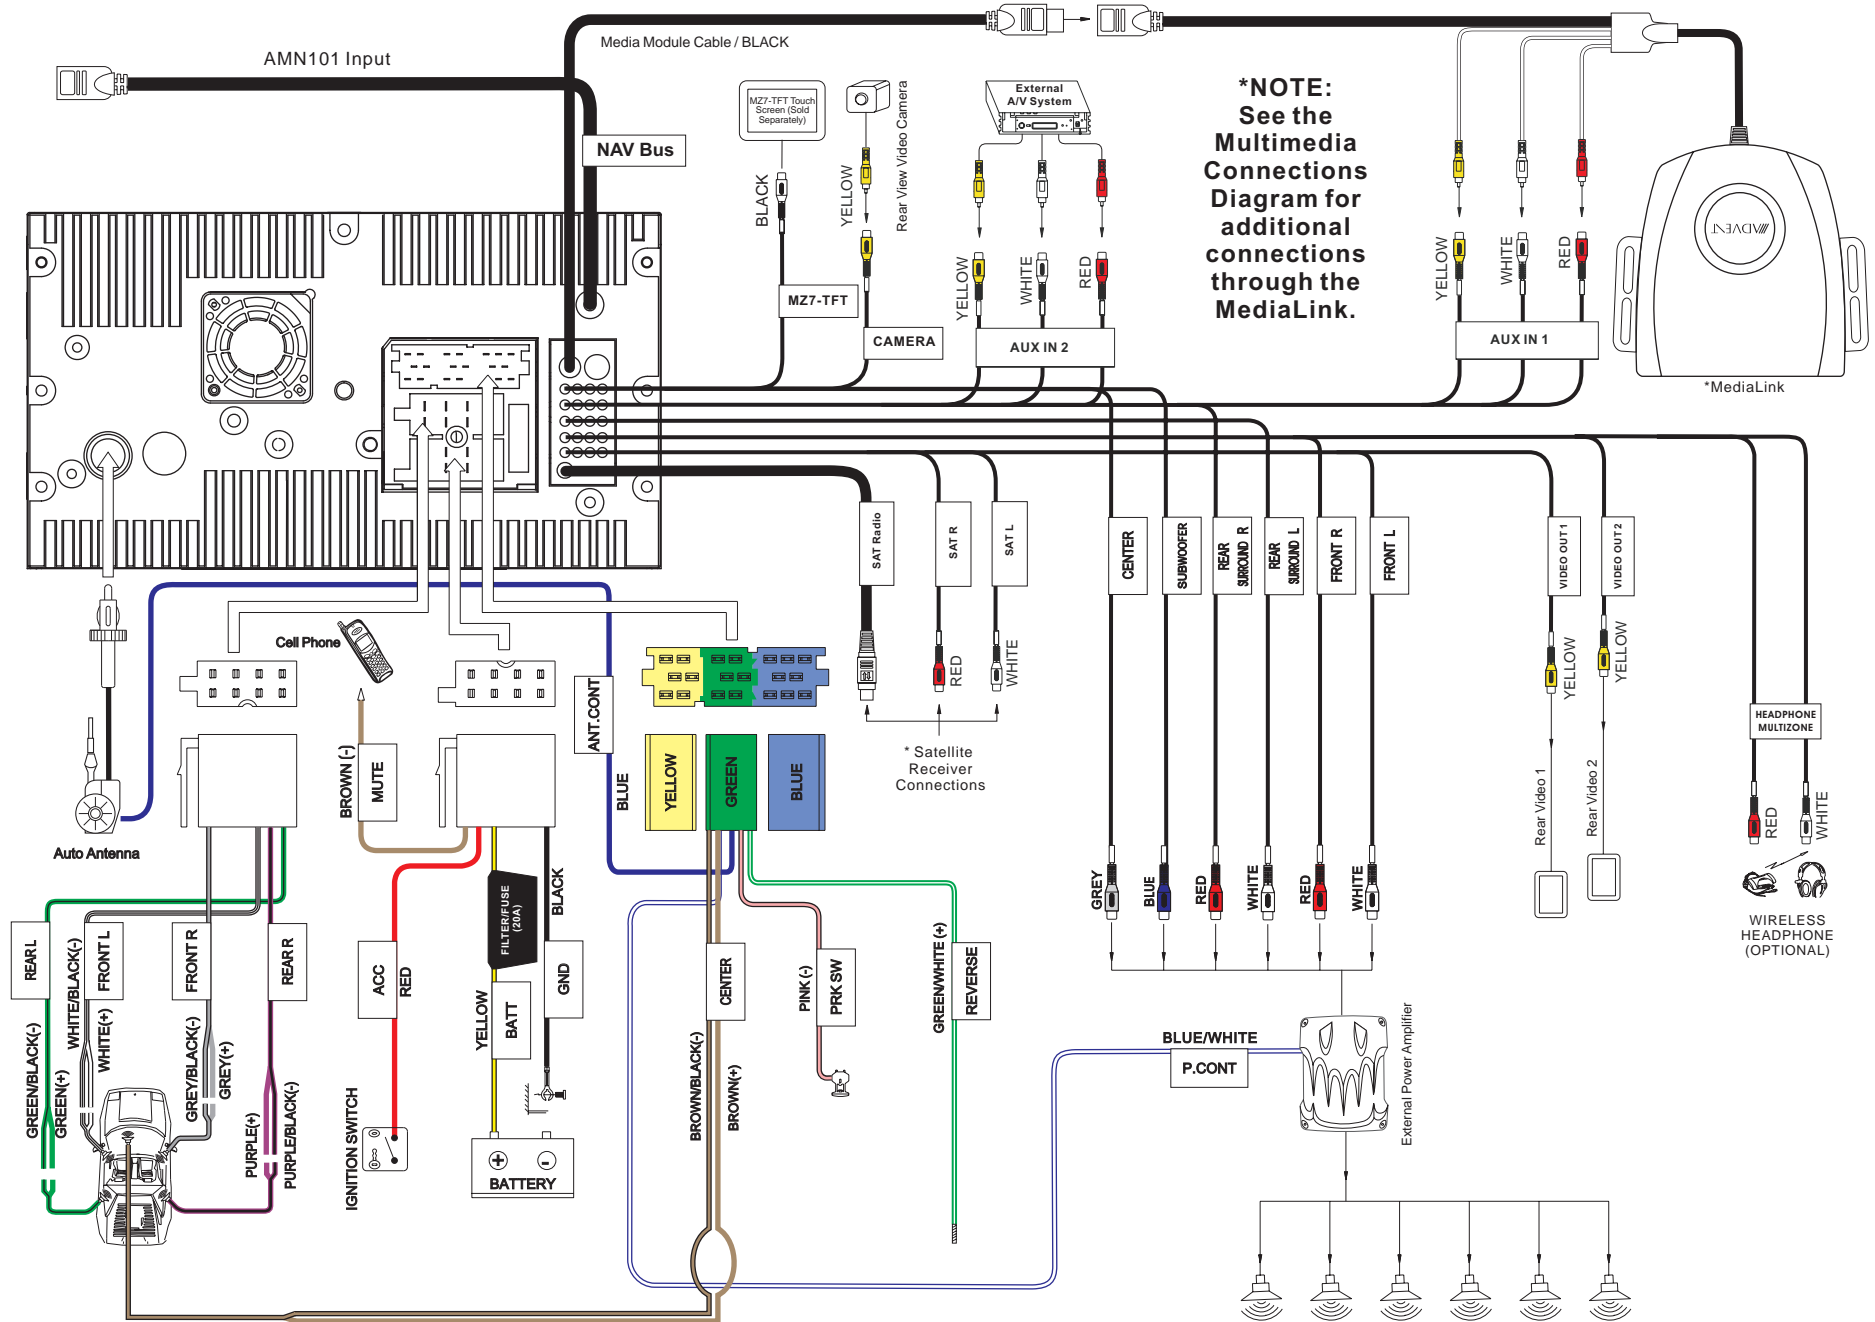 AMN101 Input
Media Module Cable / BLACK
NAV Bus
MZ7-TFT Touch
Screen (Sold
Separately)
BLACK
MZ7-TFT
Rear View Video Camera
YELLOW
CAMERA
External
A/V System
YELLOW
WHITE
RED
AUX IN 2
*NOTE:
See the
Multimedia
Connections
Diagram for
additional
connections
through the
MediaLink.
YELLOW
WHITE
RED
AUX IN 1
ADVENT
*MediaLink
SAT Radio
SAT R
SAT L
RED
WHITE
* Satellite
Receiver
Connections
CENTER
SUBWOOFER
REAR
SURROUND R
REAR
SURROUND L
FRONT R
FRONT L
VIDEO OUT 1
VIDEO OUT 2
YELLOW
YELLOW
Rear Video 1
Rear Video 2
HEADPHONE
MULTIZONE
RED
WHITE
WIRELESS
HEADPHONE
(OPTIONAL)
GREY
BLUE
RED
WHITE
RED
WHITE
Cell Phone
BROWN (-)
MUTE
ANT.CONT
BLUE
YELLOW
GREEN
BLUE
Auto Antenna
REAR L
WHITE/BLACK(-)
FRONT L
FRONT R
REAR R
GREEN/BLACK(-)
GREEN(+)
WHITE(+)
GREY/BLACK(-)
GREY(+)
PURPLE(+)
PURPLE/BLACK(-)
ACC
RED
IGNITION SWITCH
FILTER/FUSE
(20A)
BLACK
YELLOW
BATT
GND
+
-
BATTERY
CENTER
BROWN/BLACK(-)
BROWN(+)
PINK(-)
PRK SW
GREEN/WHITE (+)
REVERSE
BLUE/WHITE
P.CONT
External Power Amplifier